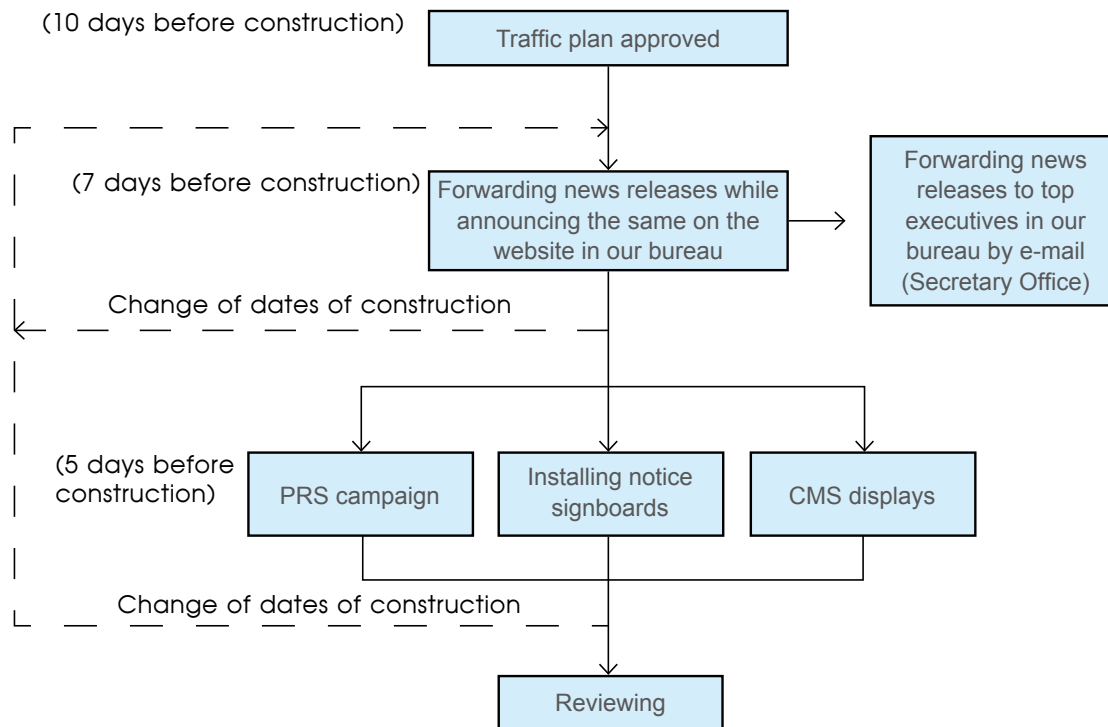 (10 days before construction)
Traffic plan approved
(7 days before construction)
Forwarding news releases while
announcing the same on the
website in our bureau
Forwarding news
releases to top
executives in our
bureau by e-mail
(Secretary Office)
Change of dates of construction
(5 days before
construction)
PRS campaign
Installing notice
signboards
CMS displays
Change of dates of construction
Reviewing